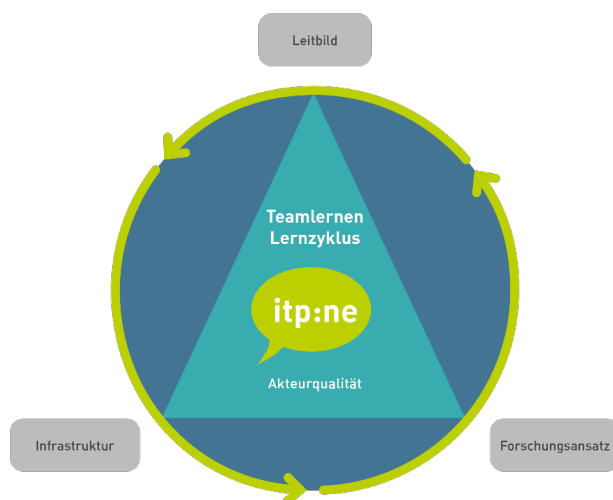 Leitbild
Teamlernen
Lernzyklus
itp:ne
Akteurqualität
Infrastruktur
Forschungsansatz